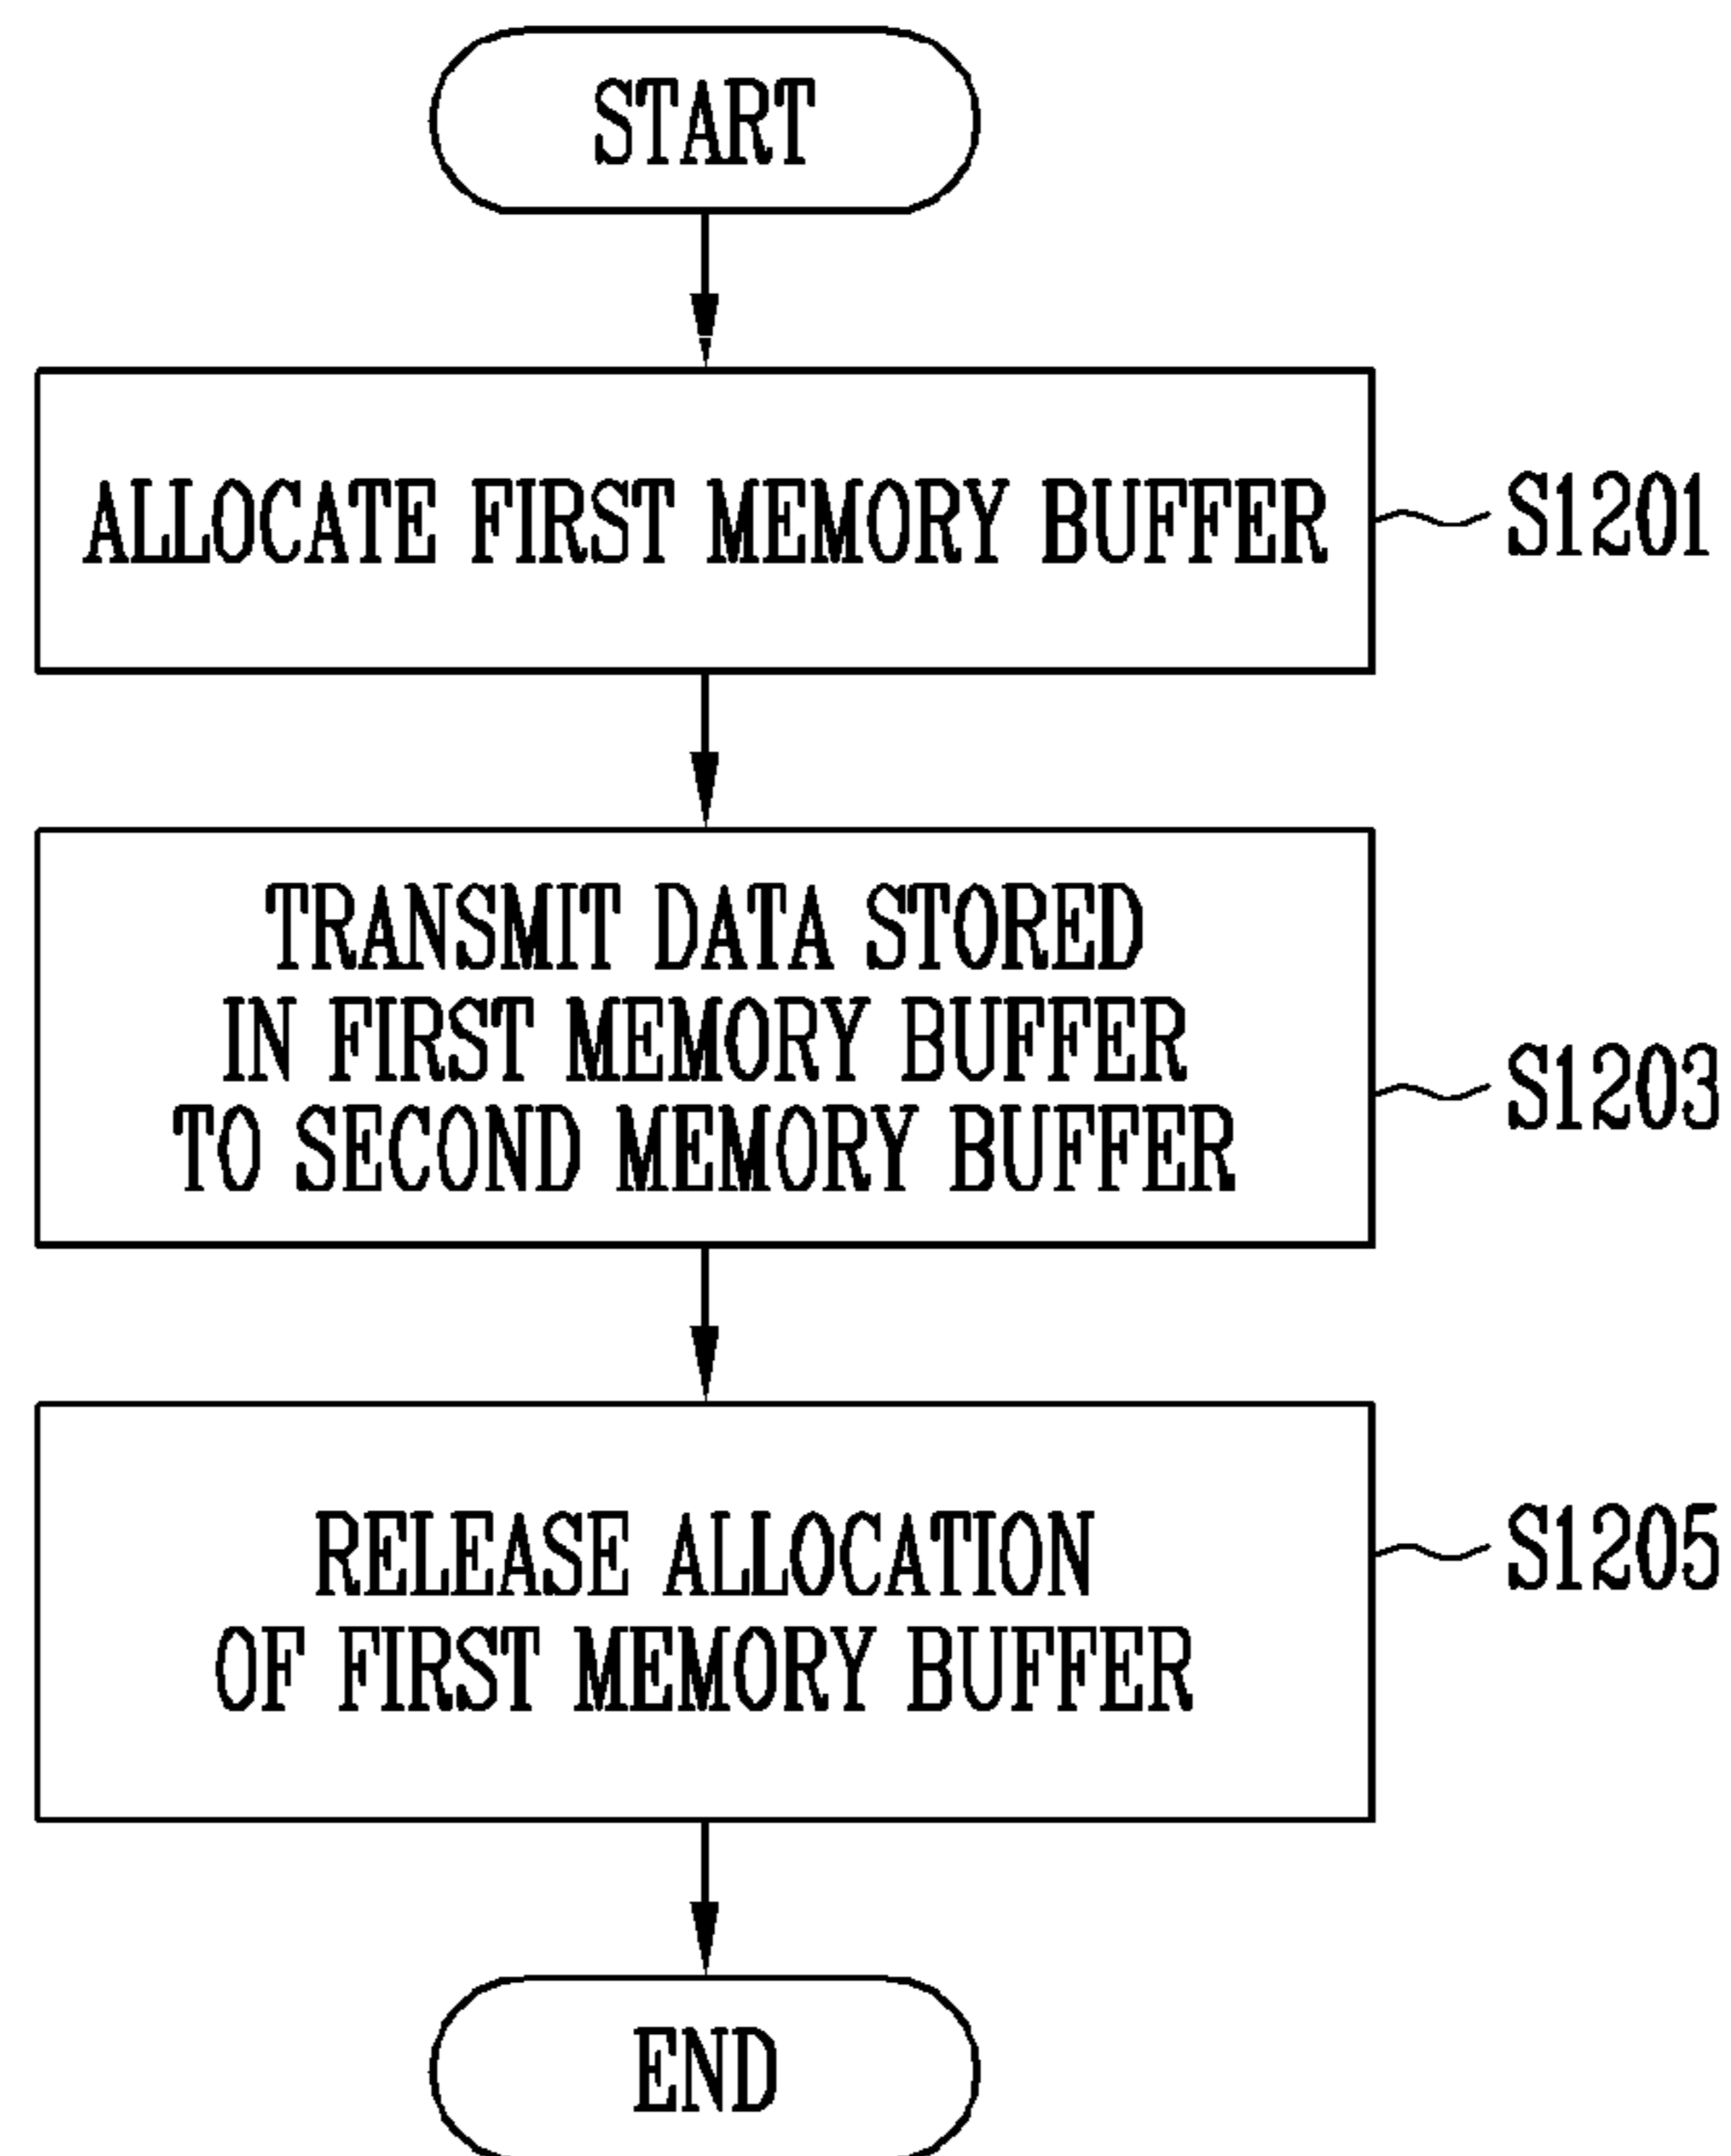 START
ALLOCATE FIRST MEMORY BUFFER
S1201
TRANSMIT DATA STORED
IN FIRST MEMORY BUFFER
TO SECOND MEMORY BUFFER
S1203
RELEASE ALLOCATION
OF FIRST MEMORY BUFFER
S1205
END